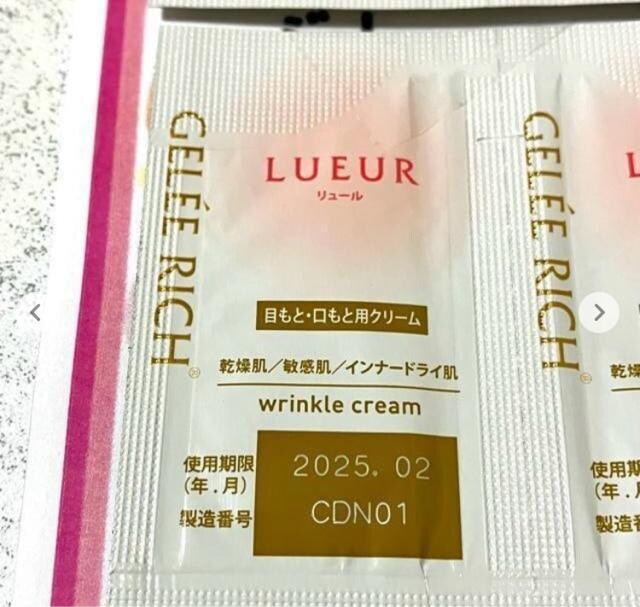 GELÉE RICH®
LUEUR
リュール
目もと・口もと用クリーム
乾燥肌／敏感肌／インナードライ肌
wrinkle cream
使用期限
(年.月)
2025. 02
製造番号
CDN01
GELÉE RICH®
L
乾燥
使用期
(年.月
製造番